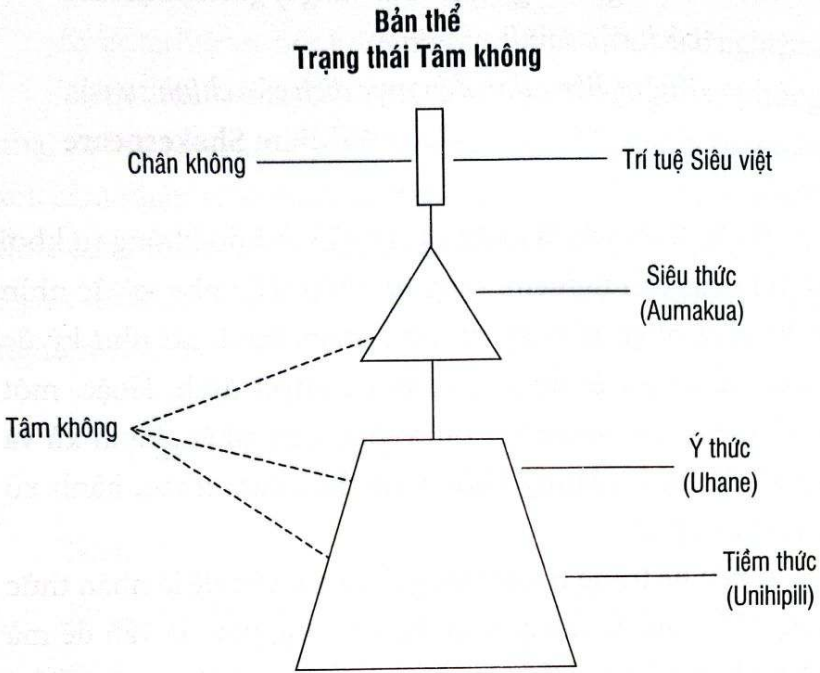 Bản thể
Trạng thái Tâm không
Chân không
Trí tuệ Siêu việt
Siêu thức
(Aumakua)
Tâm không
Ý thức
(Uhane)
Tiềm thức
(Unihipili)
Shakespeare